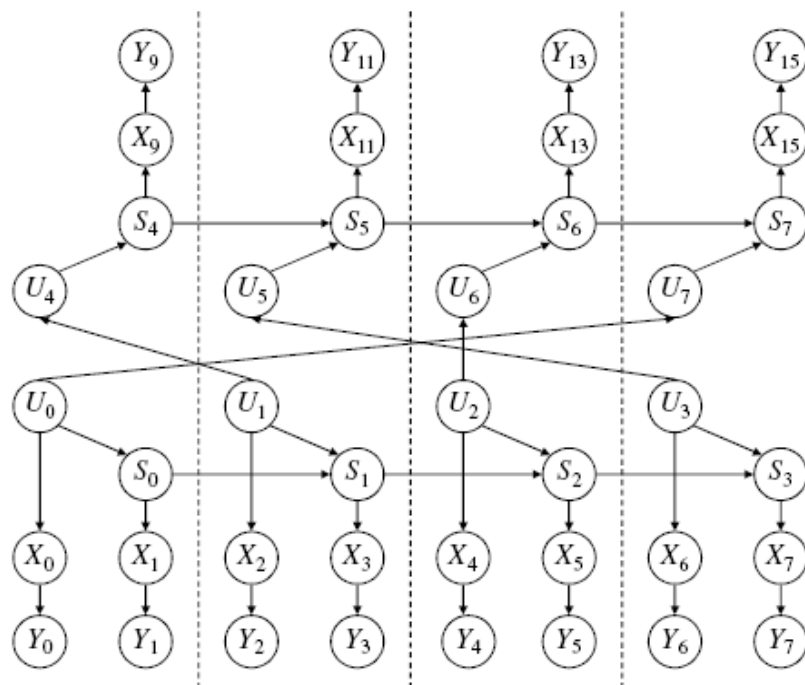 Y₉ Y₁₁ Y₁₃ Y₁₅
X₉ X₁₁ X₁₃ X₁₅
S₄ S₅ S₆ S₇
U₄ U₅ U₆ U₇
U₀ U₁ U₂ U₃
S₀ S₁ S₂ S₃
X₀ X₁ X₂ X₃ X₄ X₅ X₆ X₇
Y₀ Y₁ Y₂ Y₃ Y₄ Y₅ Y₆ Y₇